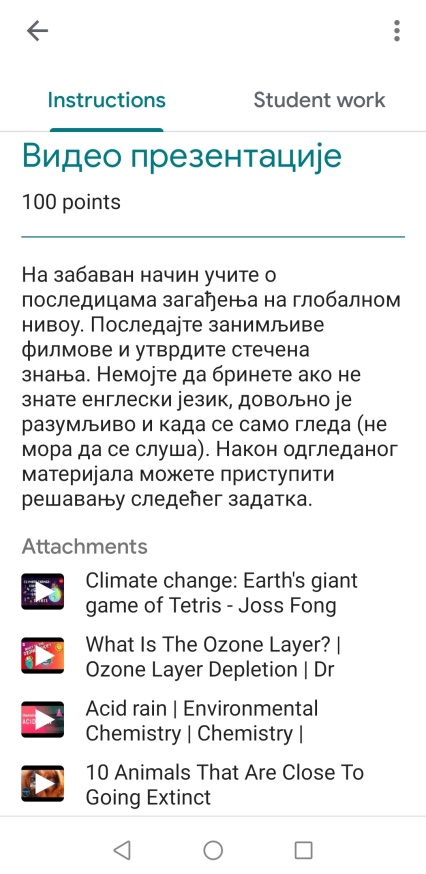 Instructions
Student work
Видео презентације
100 points
На забаван начин учите о
последицама загађења на глобалном
нивоу. Последајте занимљиве
филмове и утврдите стечена
знања. Немојте да бринете ако не
знате енглески језик, довољно је
разумљиво и када се само гледа (не
мора да се слуша). Након одгледаног
материјала можете приступити
решавању следећег задатка.
Attachments
Climate change: Earth's giant
game of Tetris - Joss Fong
What Is The Ozone Layer? |
Ozone Layer Depletion | Dr
Acid rain | Environmental
Chemistry | Chemistry |
10 Animals That Are Close To
Going Extinct